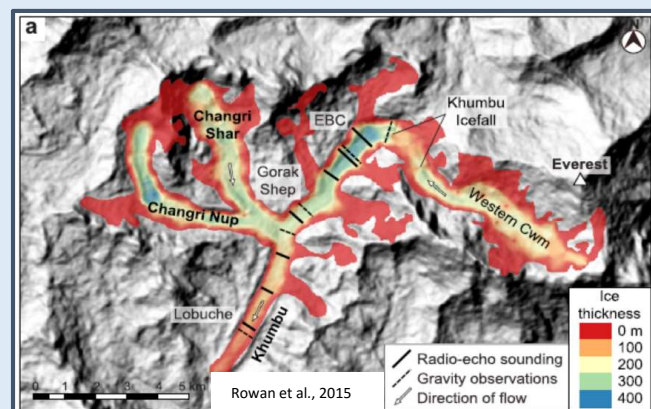 a
N
Changri
Shar
EBC
Khumbu
Icefall
Everest
Gorak
Shep
Western Cwm
Changri Nup
Lobuche
Khumbu
Ice
thickness
0 m
100
200
300
400
Radio-echo sounding
Gravity observations
Direction of flow
0 1 2 3 4 5 km
Rowan et al., 2015